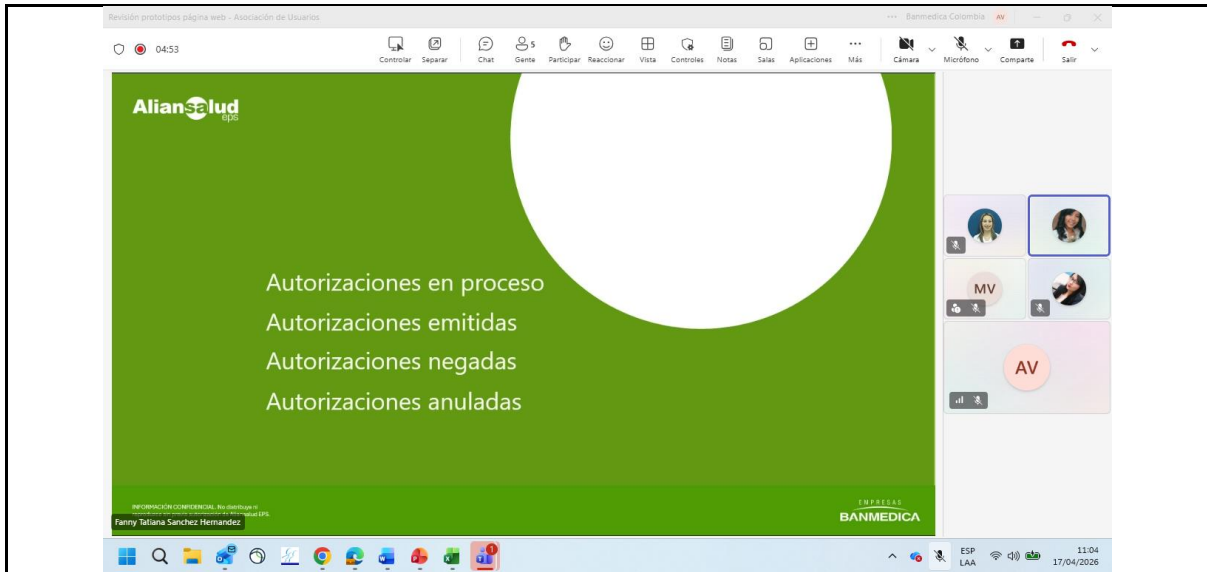 Revisión prototipos página web - Asociación de Usuarios
Banmedica Colombia AV
04:53
Controlar Separar Chat Gente 5 Participar Reaccionar Vista Controles Notas Salas Aplicaciones Más Cámara Micrófono Comparte Salir
Aliansalud
eps
Autorizaciones en proceso
Autorizaciones emitidas
Autorizaciones negadas
Autorizaciones anuladas
MV
AV
INFORMACIÓN CONFIDENCIAL. No distribuya ni
Fanny Tatiana Sanchez Hernandez
EMPRESAS
BANMEDICA
1
ESP
LAA
11:04
17/04/2026